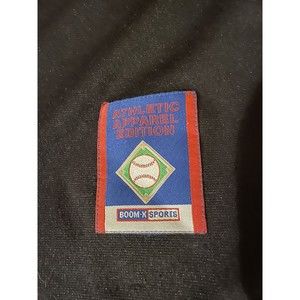 ATHLETIC
APPAREL
EDITION
BOOM-X SPORTS